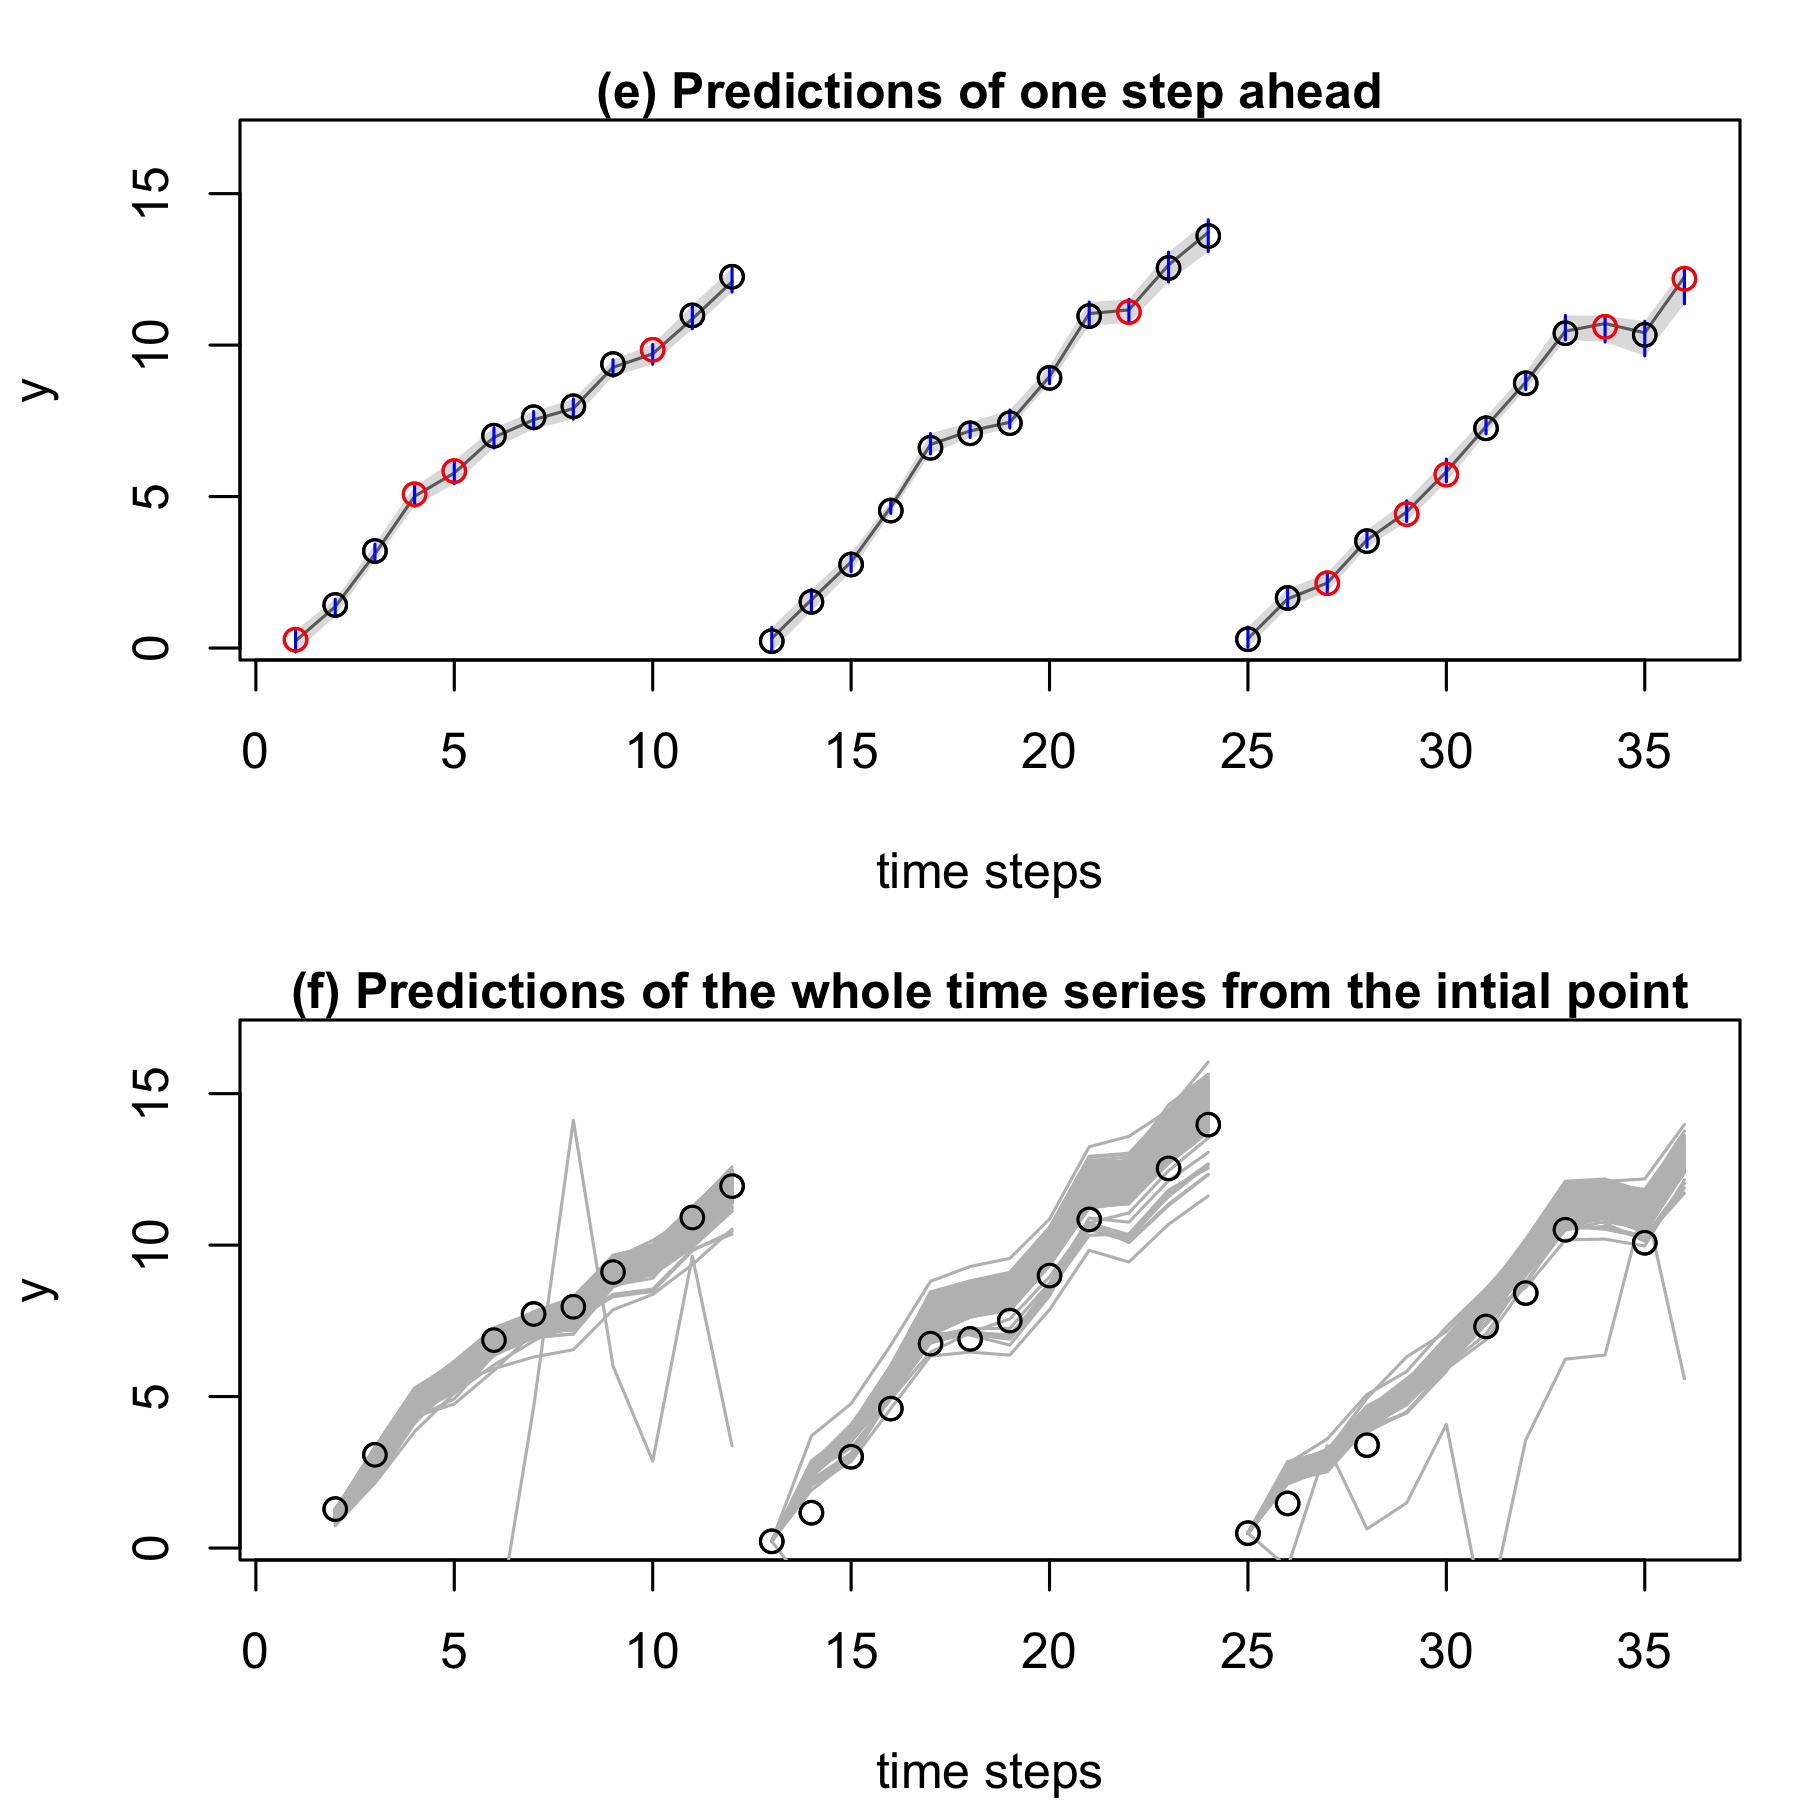 (e) Predictions of one step ahead
15
10
5
0
y
0 5 10 15 20 25 30 35
time steps
(f) Predictions of the whole time series from the intial point
15
10
5
0
y
0 5 10 15 20 25 30 35
time steps